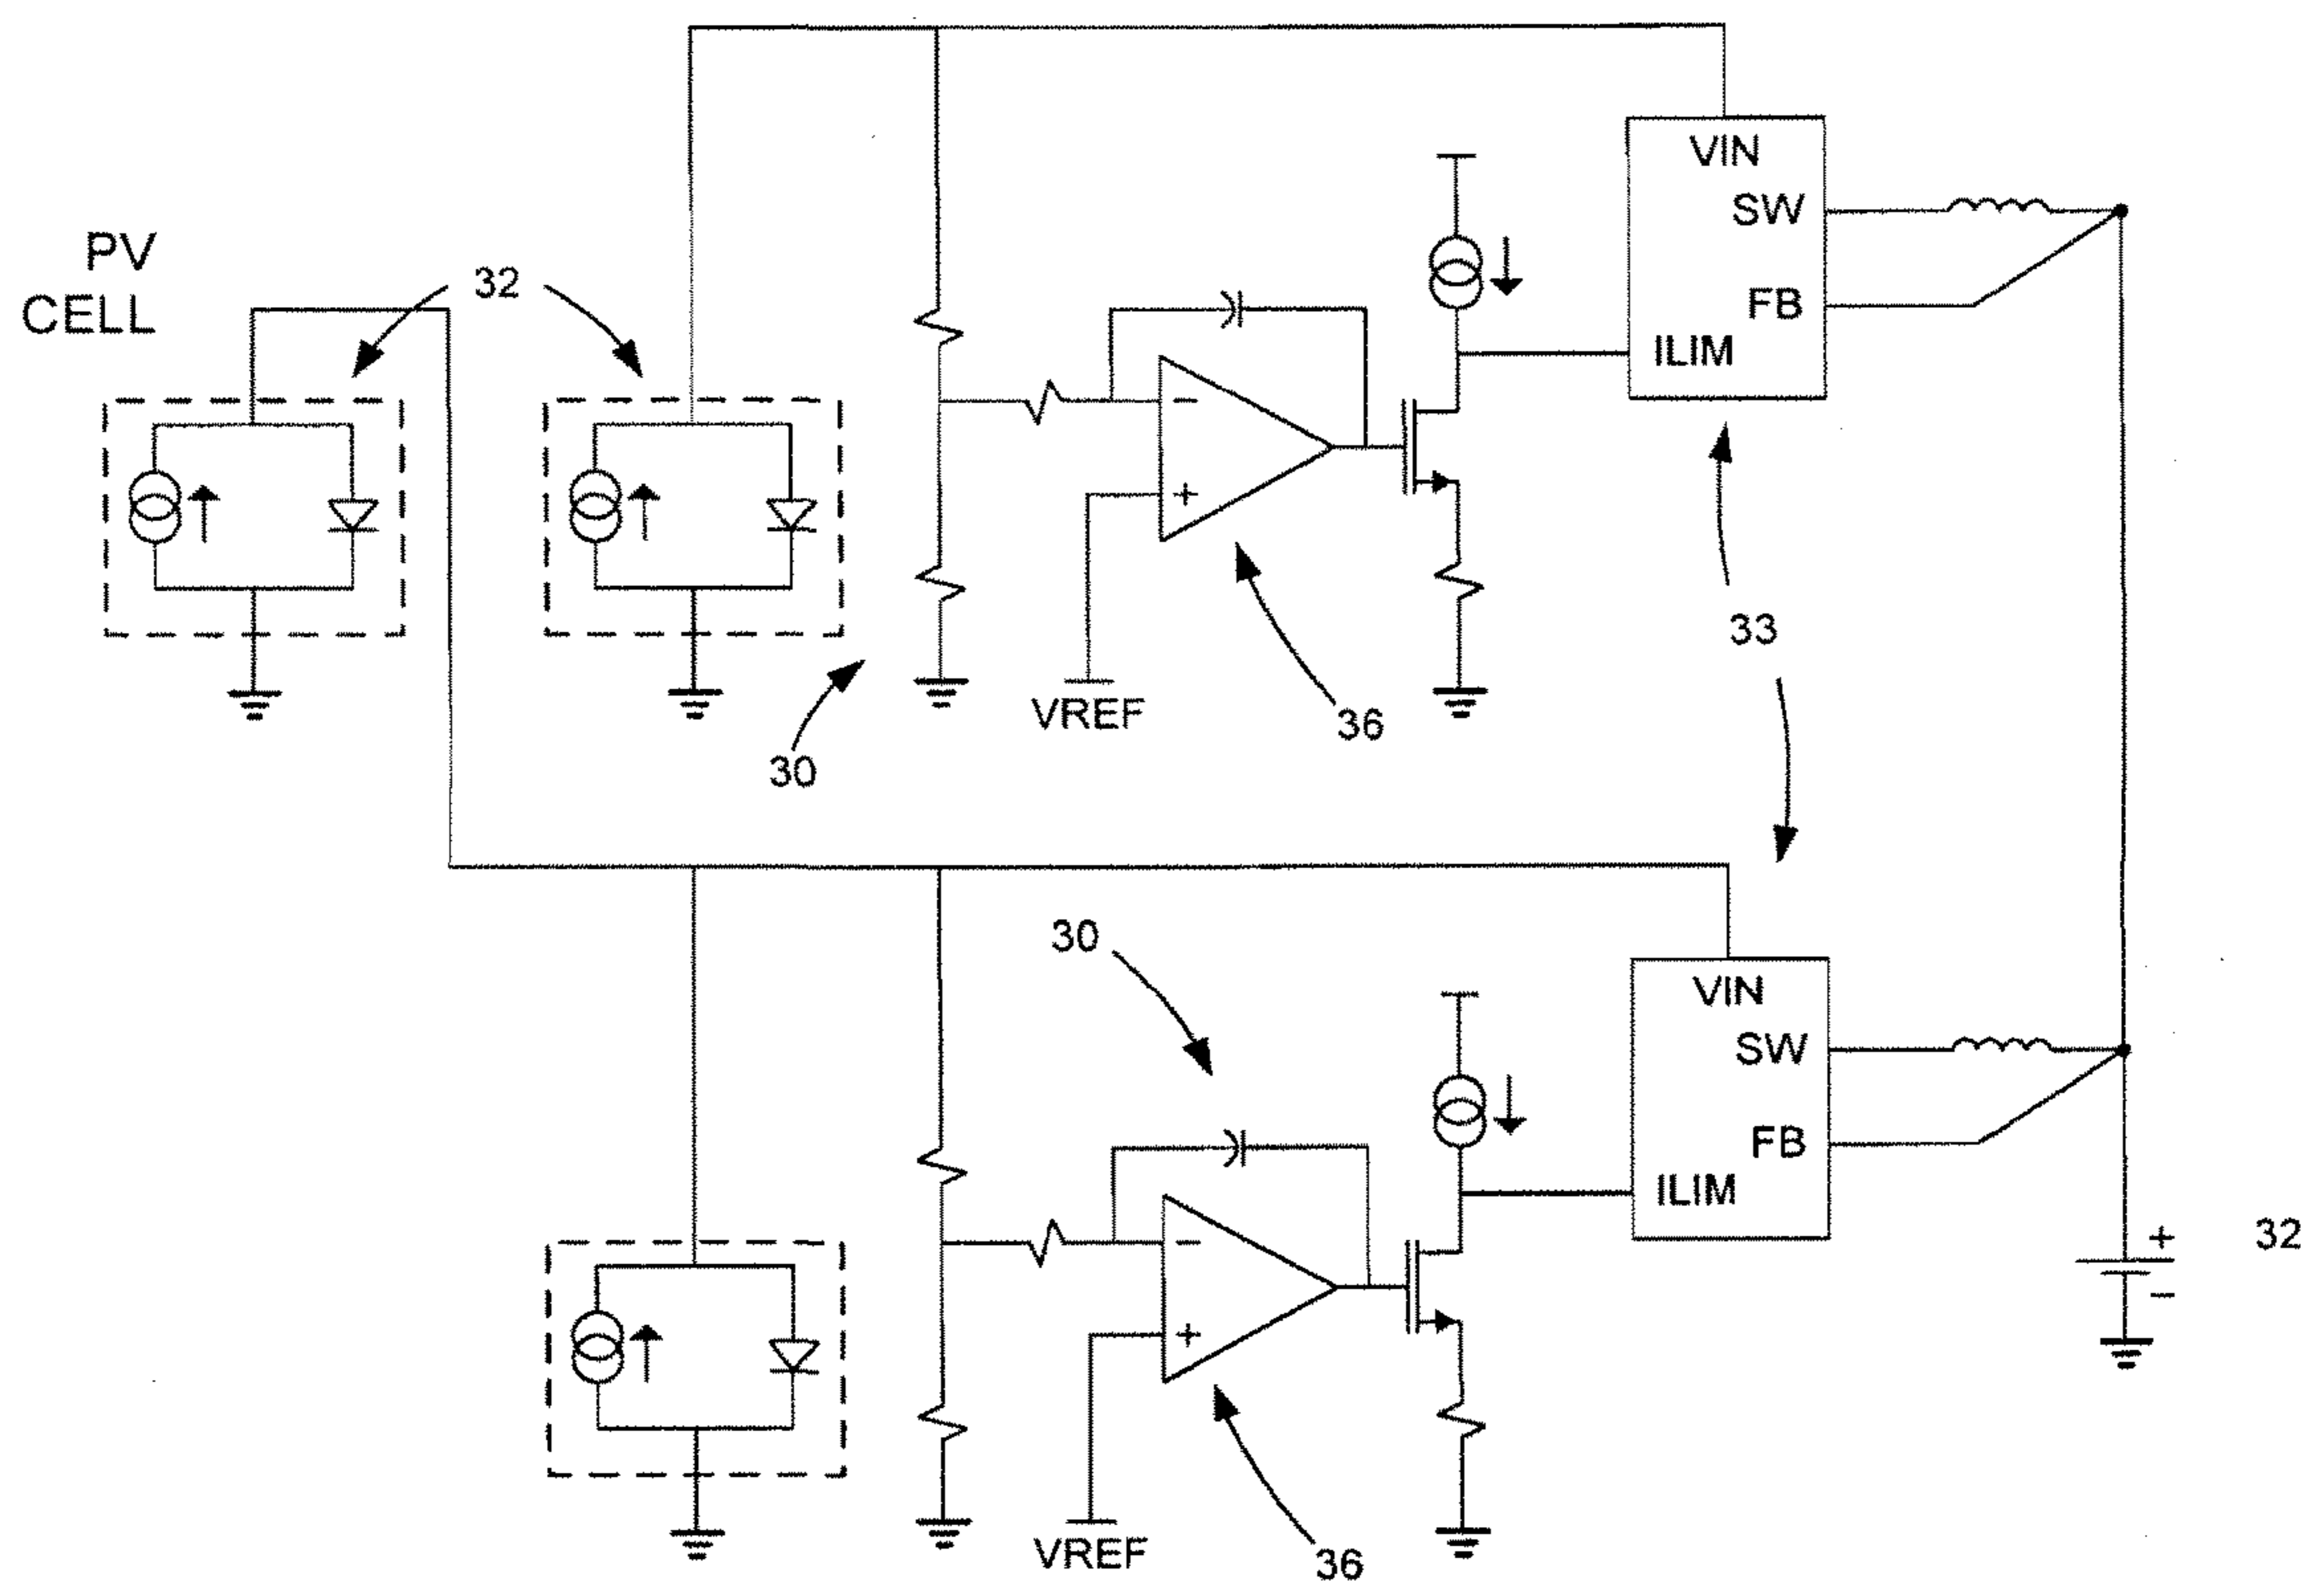 PV
CELL
32
VIN
SW
FB
ILIM
−
+
VREF
30
36
33
30
VIN
SW
FB
ILIM
−
+
VREF
36
+
−
32